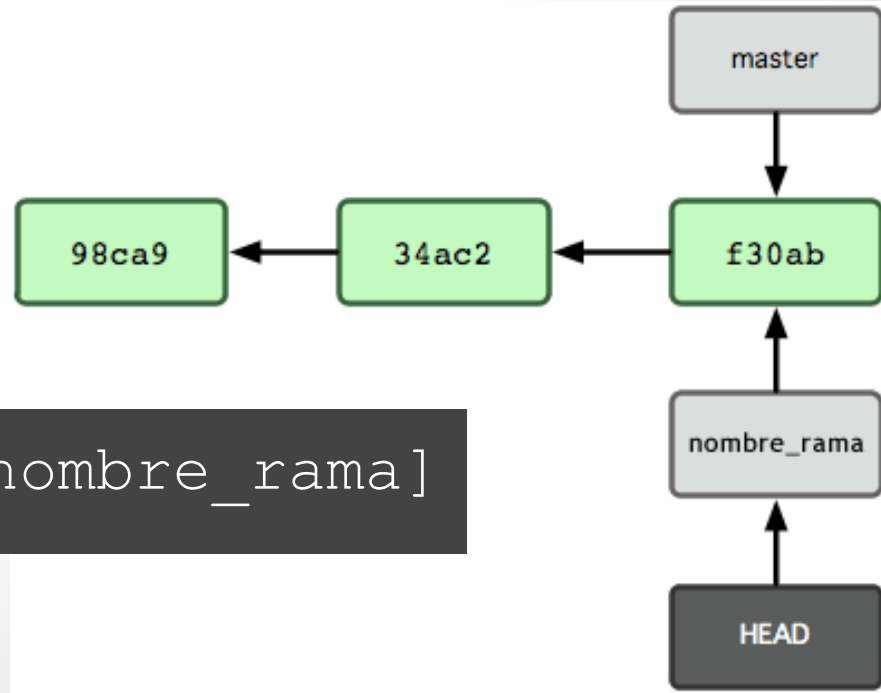 master
98ca9
34ac2
f30ab
nombre_rama]
nombre_rama
HEAD